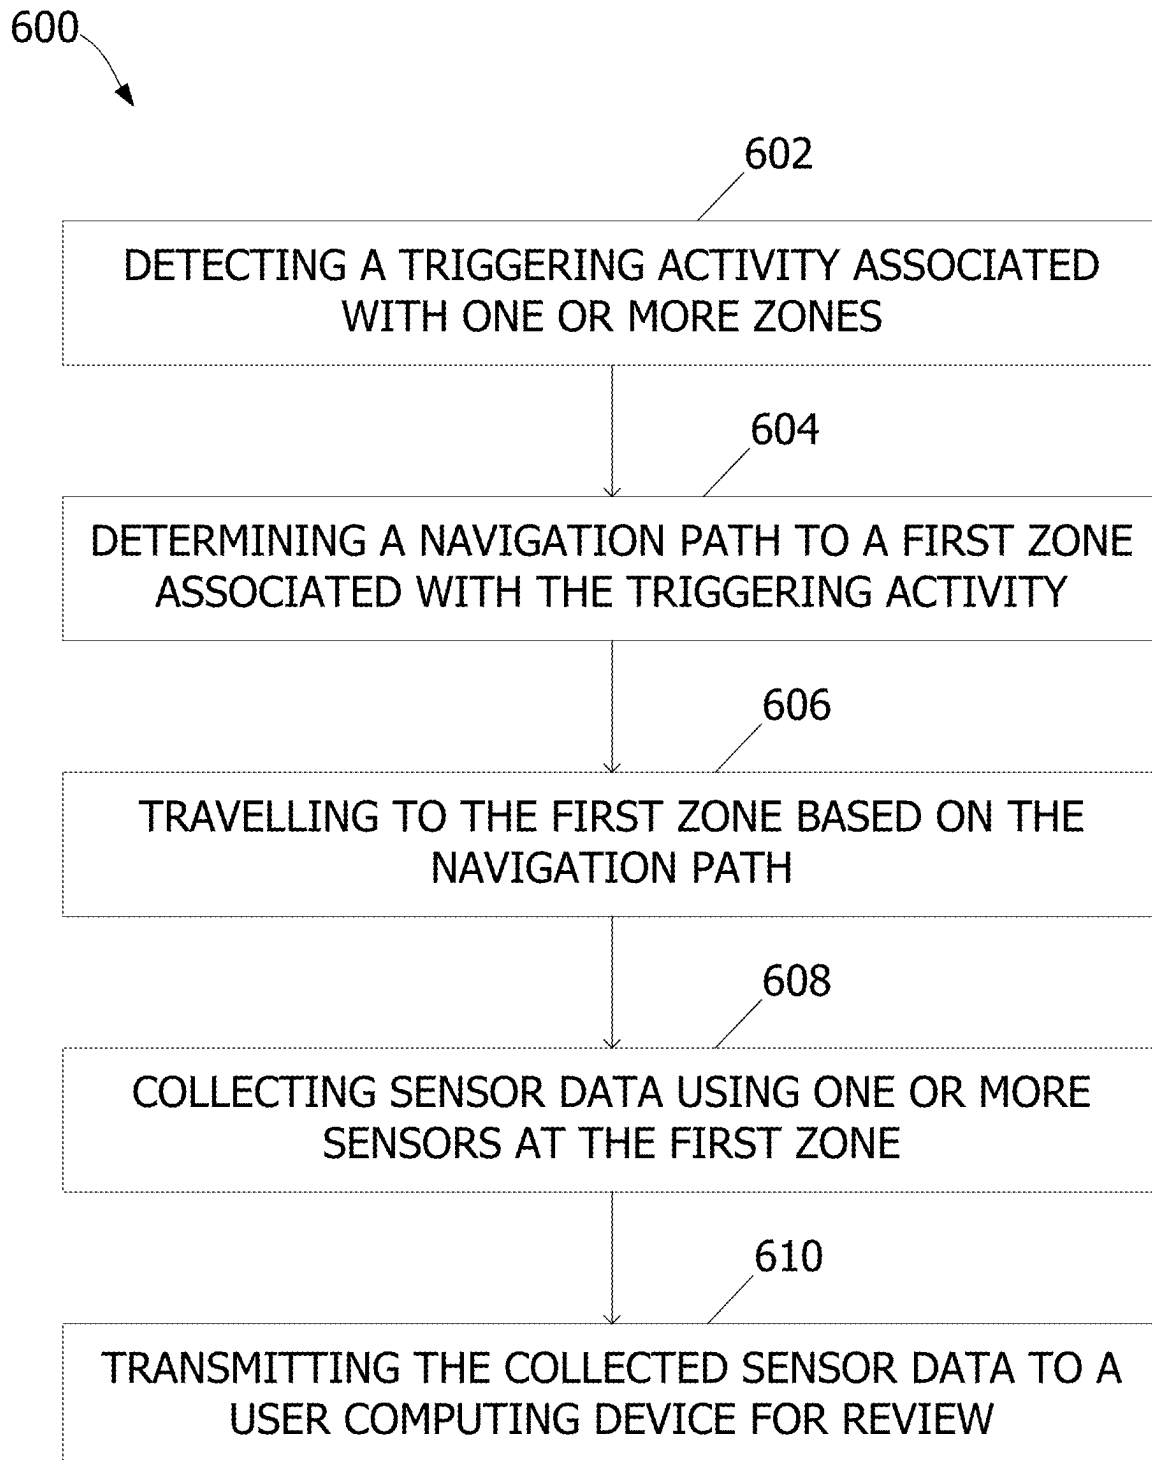 600
602
DETECTING A TRIGGERING ACTIVITY ASSOCIATED
WITH ONE OR MORE ZONES
604
DETERMINING A NAVIGATION PATH TO A FIRST ZONE
ASSOCIATED WITH THE TRIGGERING ACTIVITY
606
TRAVELLING TO THE FIRST ZONE BASED ON THE
NAVIGATION PATH
608
COLLECTING SENSOR DATA USING ONE OR MORE
SENSORS AT THE FIRST ZONE
610
TRANSMITTING THE COLLECTED SENSOR DATA TO A
USER COMPUTING DEVICE FOR REVIEW